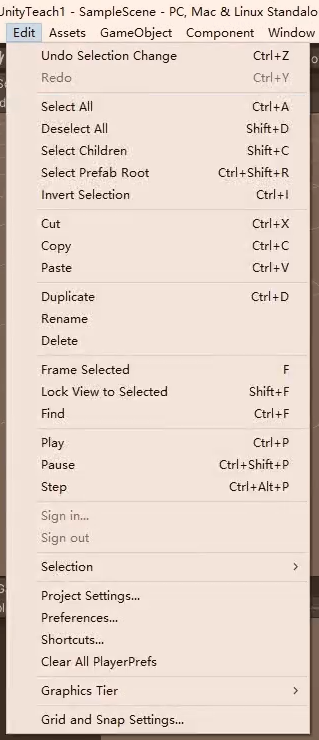 UnityTeach1 - SampleScene - PC, Mac & Linux Standalo
Edit Assets GameObject Component Window
Undo Selection Change Ctrl+Z
Redo Ctrl+Y
Select All Ctrl+A
Deselect All Shift+D
Select Children Shift+C
Select Prefab Root Ctrl+Shift+R
Invert Selection Ctrl+I
Cut Ctrl+X
Copy Ctrl+C
Paste Ctrl+V
Duplicate Ctrl+D
Rename
Delete
Frame Selected F
Lock View to Selected Shift+F
Find Ctrl+F
Play Ctrl+P
Pause Ctrl+Shift+P
Step Ctrl+Alt+P
Sign in...
Sign out
Selection >
Project Settings...
Preferences...
Shortcuts...
Clear All PlayerPrefs
Graphics Tier >
Grid and Snap Settings...